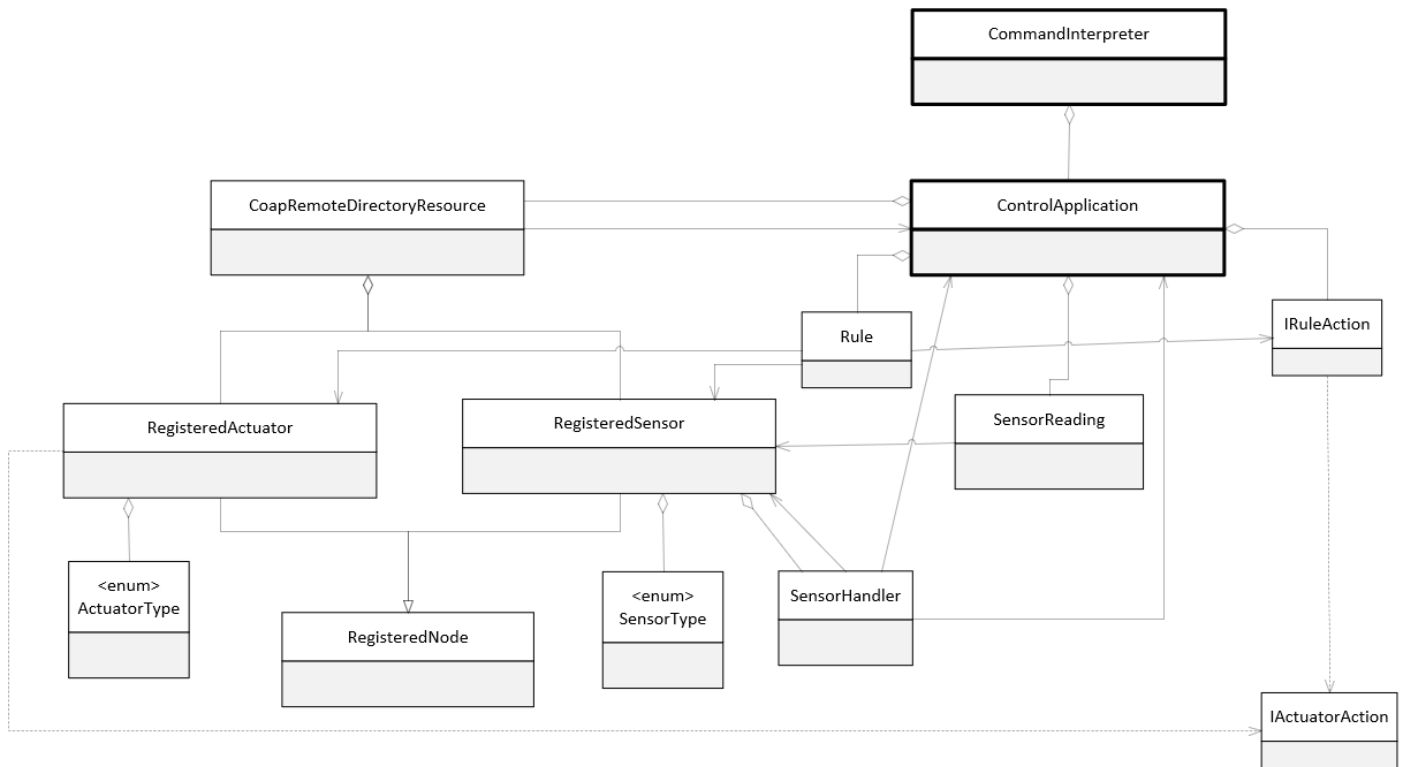 CommandInterpreter
CoapRemoteDirectoryResource
ControlApplication
Rule
IRuleAction
RegisteredActuator
RegisteredSensor
SensorReading
<enum>
ActuatorType
<enum>
SensorType
SensorHandler
RegisteredNode
IActuatorAction